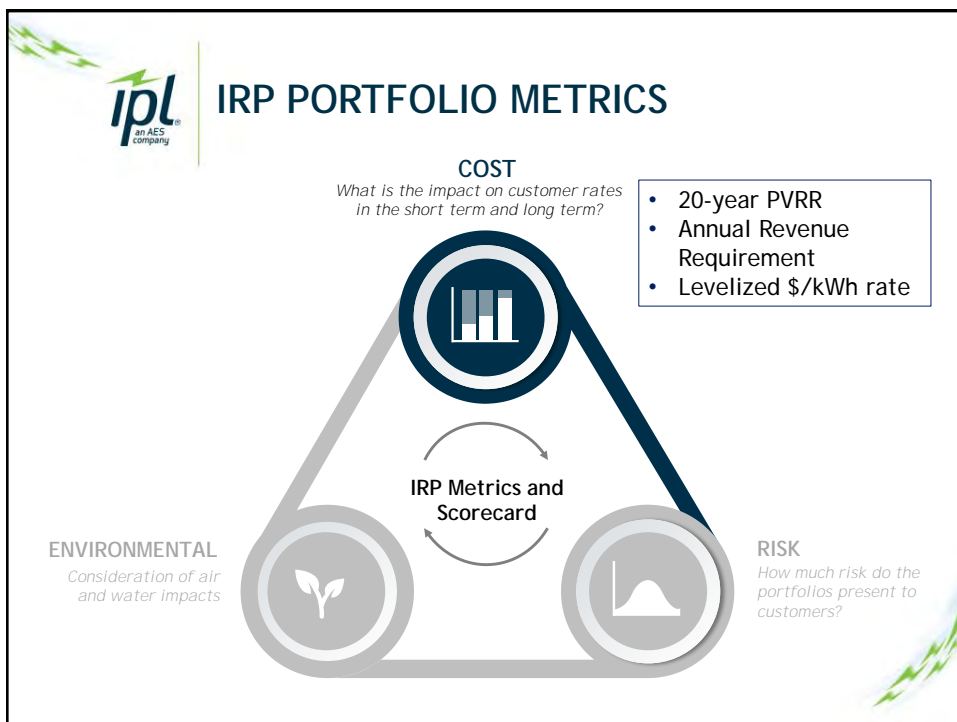 ipl®
an AES
company
IRP PORTFOLIO METRICS
COST
What is the impact on customer rates
in the short term and long term?
• 20-year PVRR
• Annual Revenue
Requirement
• Levelized $/kWh rate
IRP Metrics and
Scorecard
ENVIRONMENTAL
Consideration of air
and water impacts
RISK
How much risk do the
portfolios present to
customers?